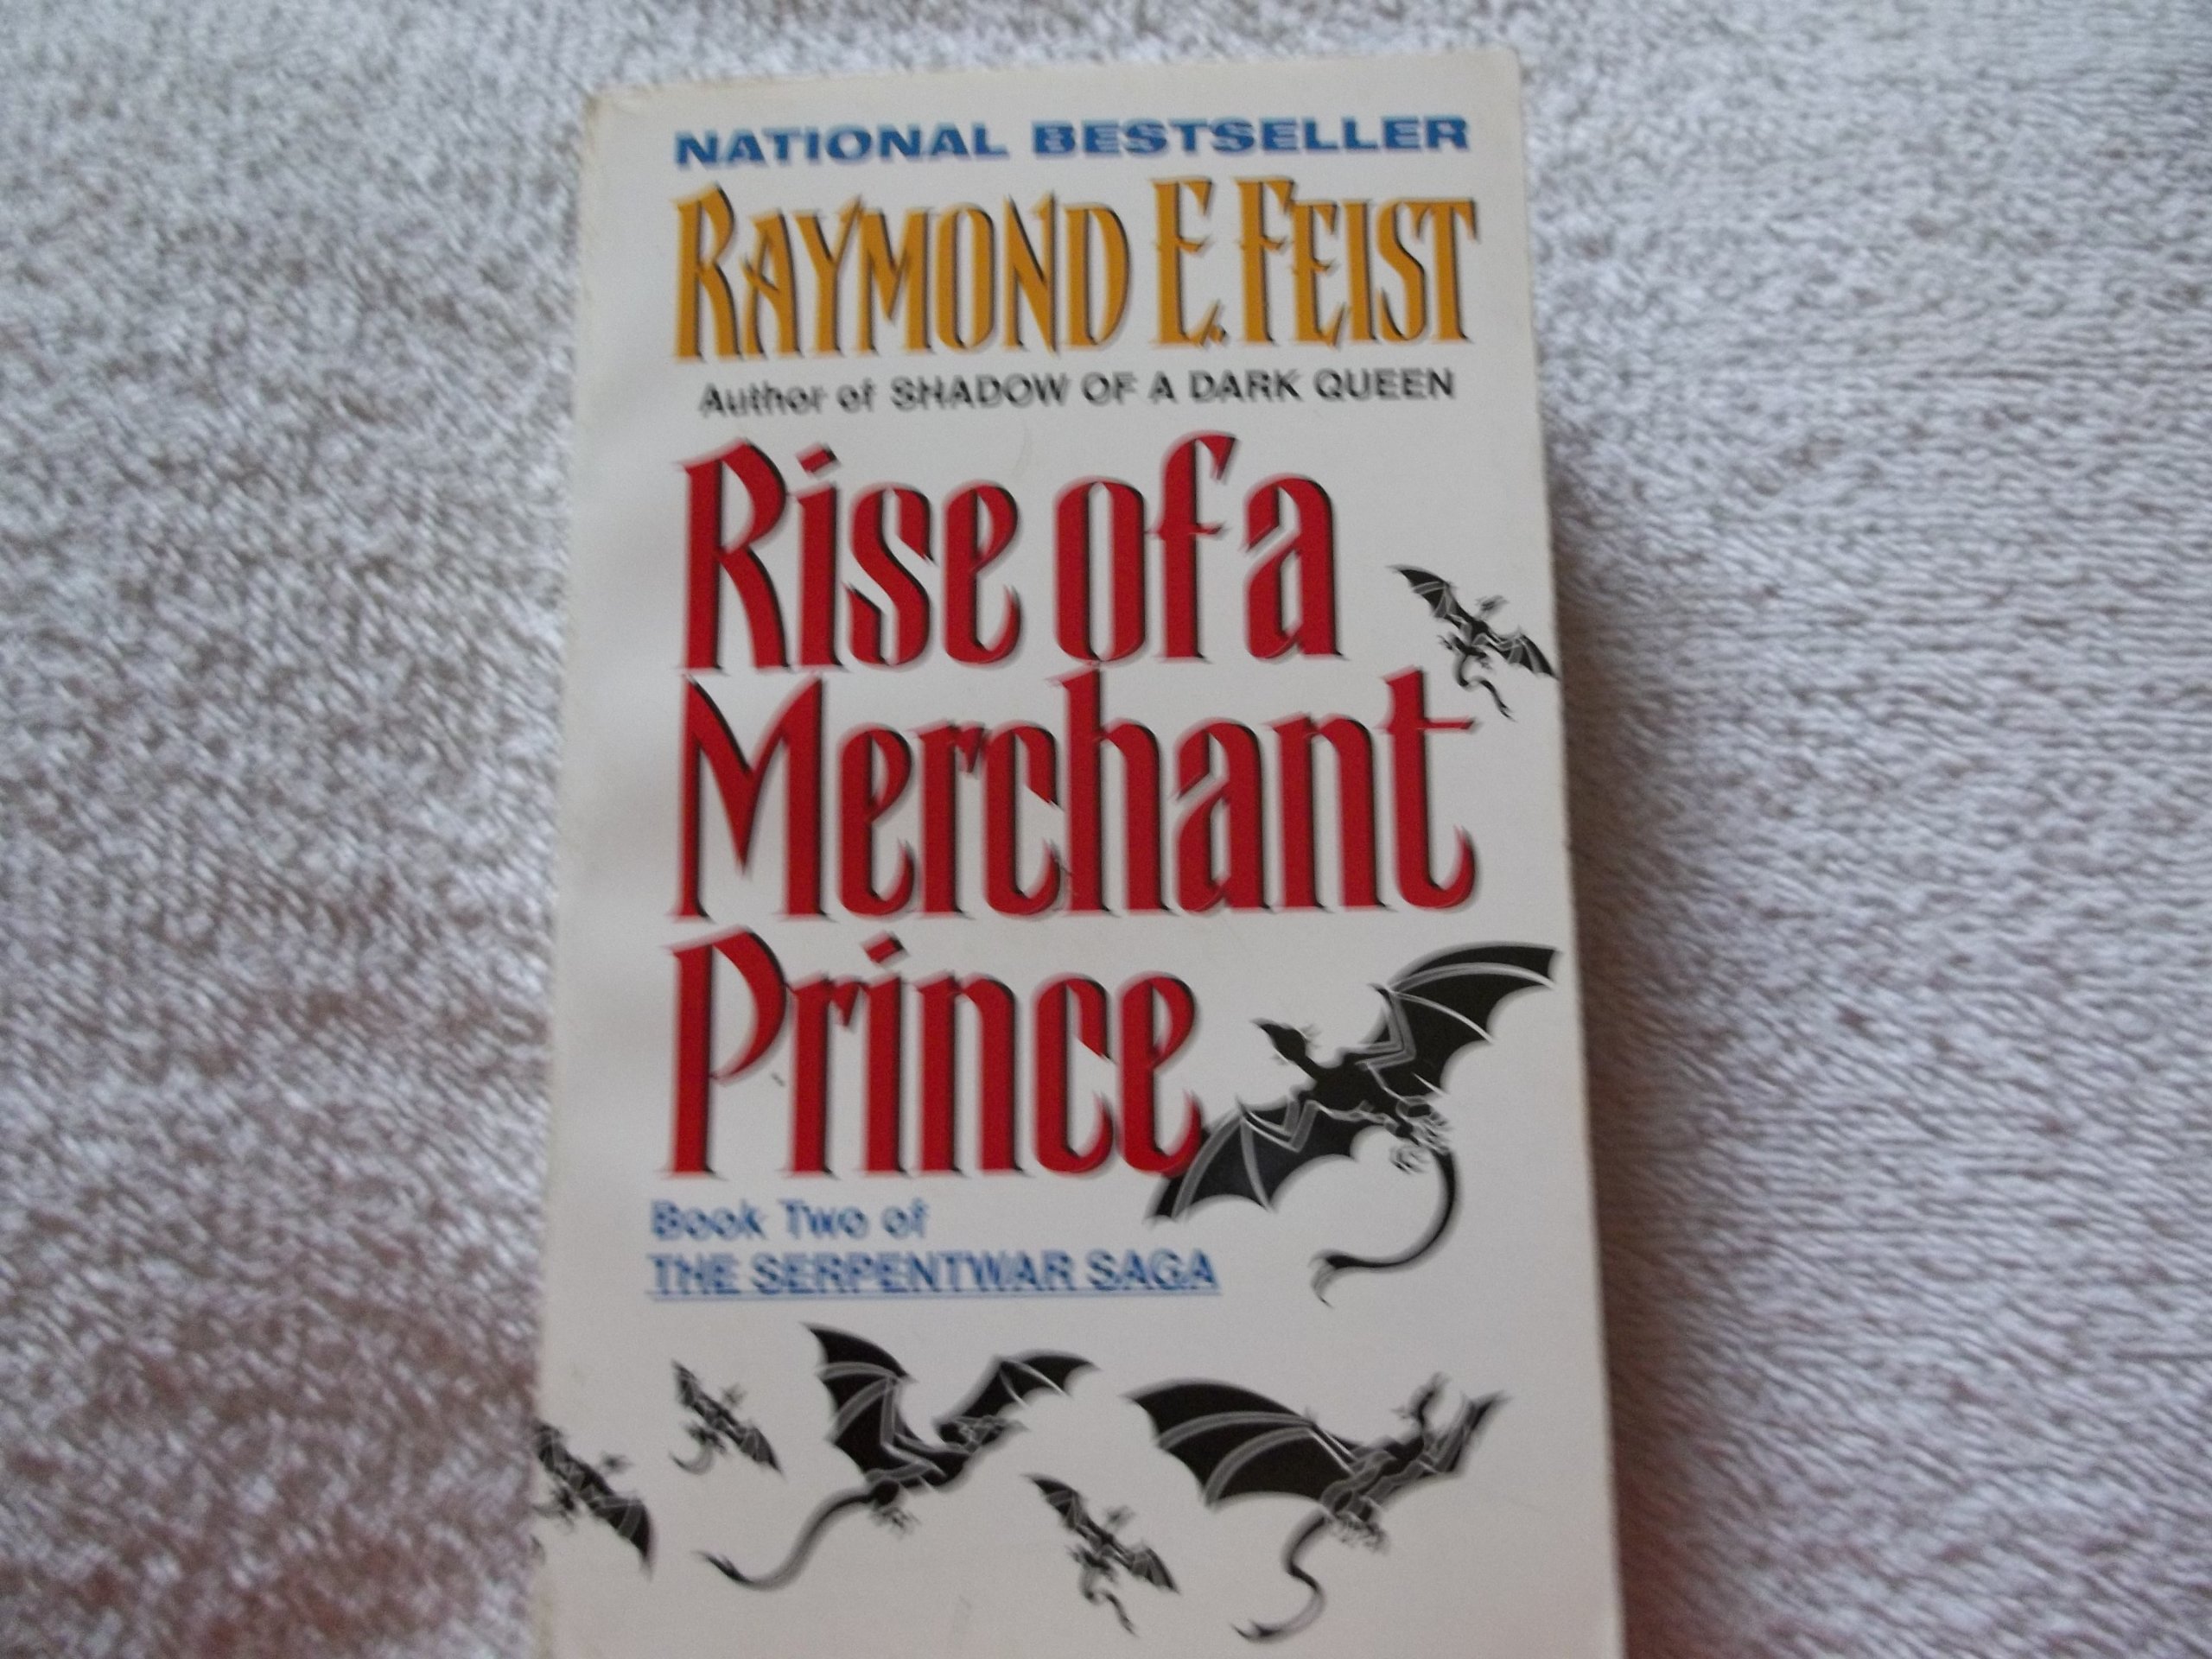 NATIONAL BESTSELLER
RAYMOND E. FEIST
Author of SHADOW OF A DARK QUEEN
Rise of a
Merchant
Prince
Book Two of
THE SERPENTWAR SAGA